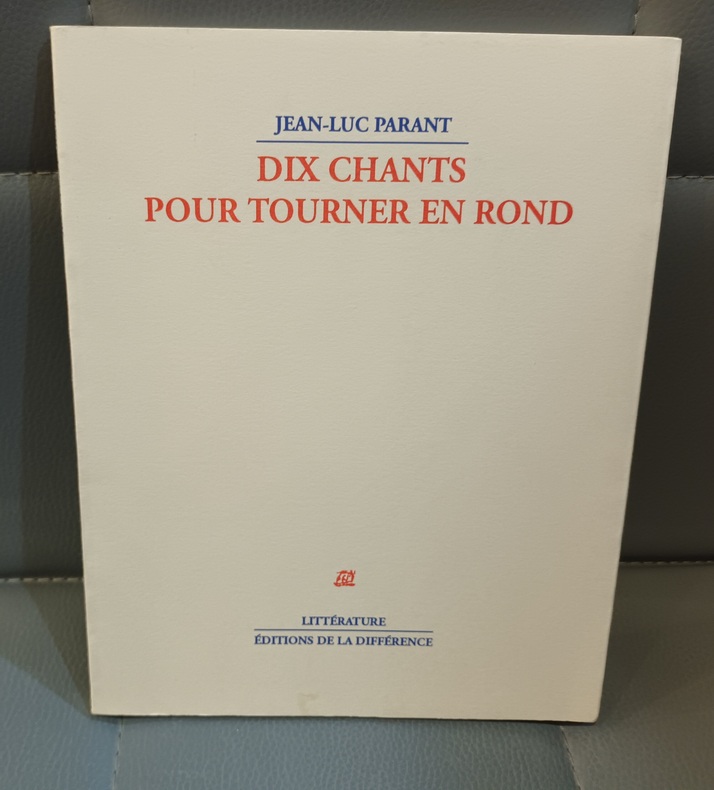 JEAN-LUC PARANT
DIX CHANTS
POUR TOURNER EN ROND
LITTÉRATURE
ÉDITIONS DE LA DIFFÉRENCE